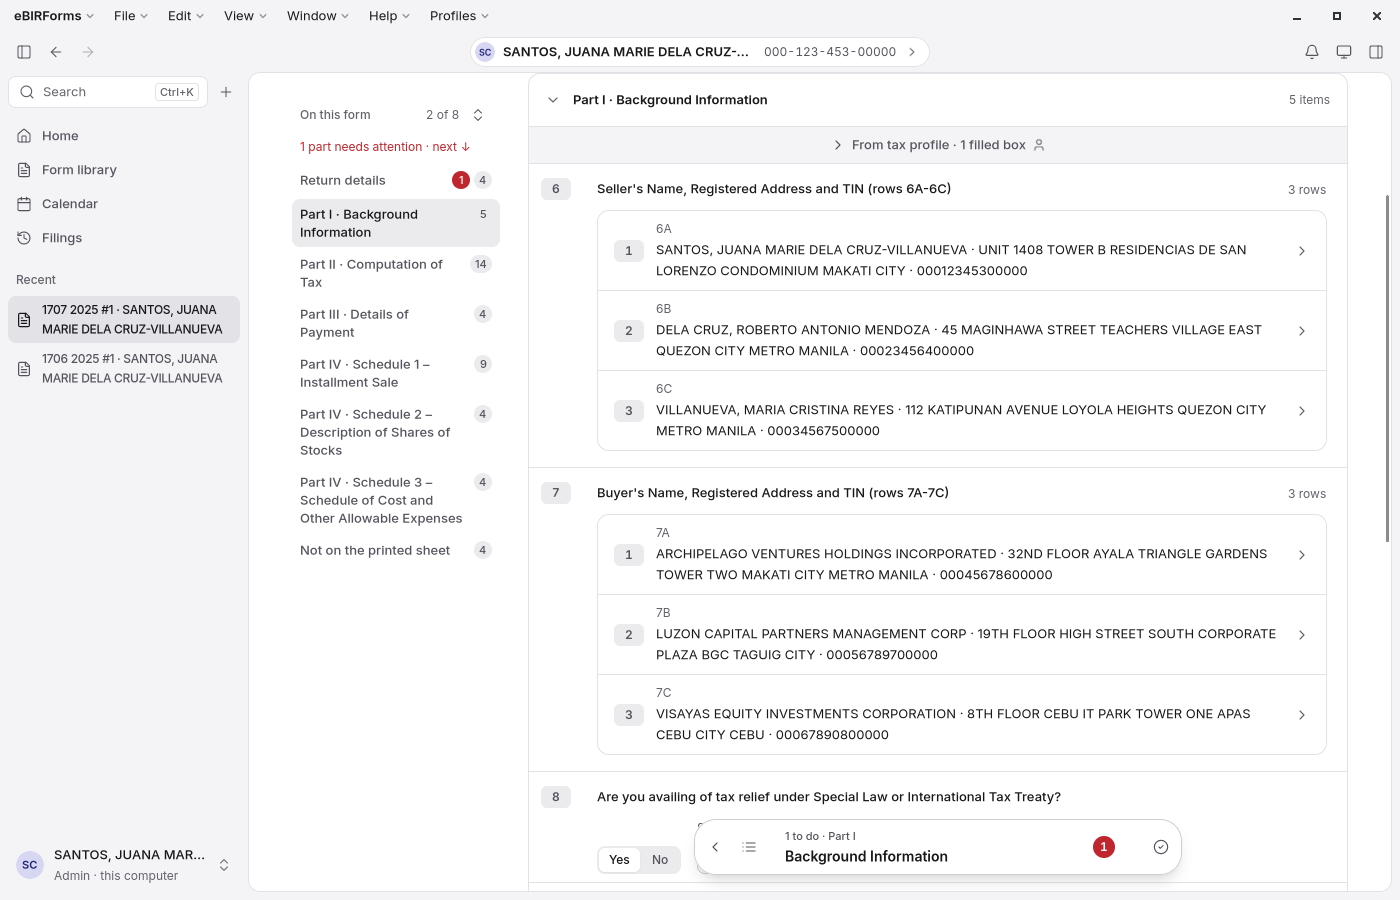 eBIRForms File Edit View Window Help Profiles
SC SANTOS, JUANA MARIE DELA CRUZ-... 000-123-453-00000
Search Ctrl+K
Home
Form library
Calendar
Filings
Recent
1707 2025 #1 · SANTOS, JUANA
MARIE DELA CRUZ-VILLANUEVA
1706 2025 #1 · SANTOS, JUANA
MARIE DELA CRUZ-VILLANUEVA
SC SANTOS, JUANA MAR...
Admin · this computer
On this form 2 of 8
1 part needs attention · next ↓
Return details 1 4
Part I · Background 5
Information
Part II · Computation of 14
Tax
Part III · Details of 4
Payment
Part IV · Schedule 1 – 9
Installment Sale
Part IV · Schedule 2 – 4
Description of Shares of
Stocks
Part IV · Schedule 3 – 4
Schedule of Cost and
Other Allowable Expenses
Not on the printed sheet 4
Part I · Background Information 5 items
From tax profile · 1 filled box
6 Seller's Name, Registered Address and TIN (rows 6A-6C) 3 rows
6A
1 SANTOS, JUANA MARIE DELA CRUZ-VILLANUEVA · UNIT 1408 TOWER B RESIDENCIAS DE SAN
LORENZO CONDOMINIUM MAKATI CITY · 00012345300000
6B
2 DELA CRUZ, ROBERTO ANTONIO MENDOZA · 45 MAGINHAWA STREET TEACHERS VILLAGE EAST
QUEZON CITY METRO MANILA · 00023456400000
6C
3 VILLANUEVA, MARIA CRISTINA REYES · 112 KATIPUNAN AVENUE LOYOLA HEIGHTS QUEZON CITY
METRO MANILA · 00034567500000
7 Buyer's Name, Registered Address and TIN (rows 7A-7C) 3 rows
7A
1 ARCHIPELAGO VENTURES HOLDINGS INCORPORATED · 32ND FLOOR AYALA TRIANGLE GARDENS
TOWER TWO MAKATI CITY METRO MANILA · 00045678600000
7B
2 LUZON CAPITAL PARTNERS MANAGEMENT CORP · 19TH FLOOR HIGH STREET SOUTH CORPORATE
PLAZA BGC TAGUIG CITY · 00056789700000
7C
3 VISAYAS EQUITY INVESTMENTS CORPORATION · 8TH FLOOR CEBU IT PARK TOWER ONE APAS
CEBU CITY CEBU · 00067890800000
8 Are you availing of tax relief under Special Law or International Tax Treaty?
Yes No
1 to do · Part I
Background Information 1